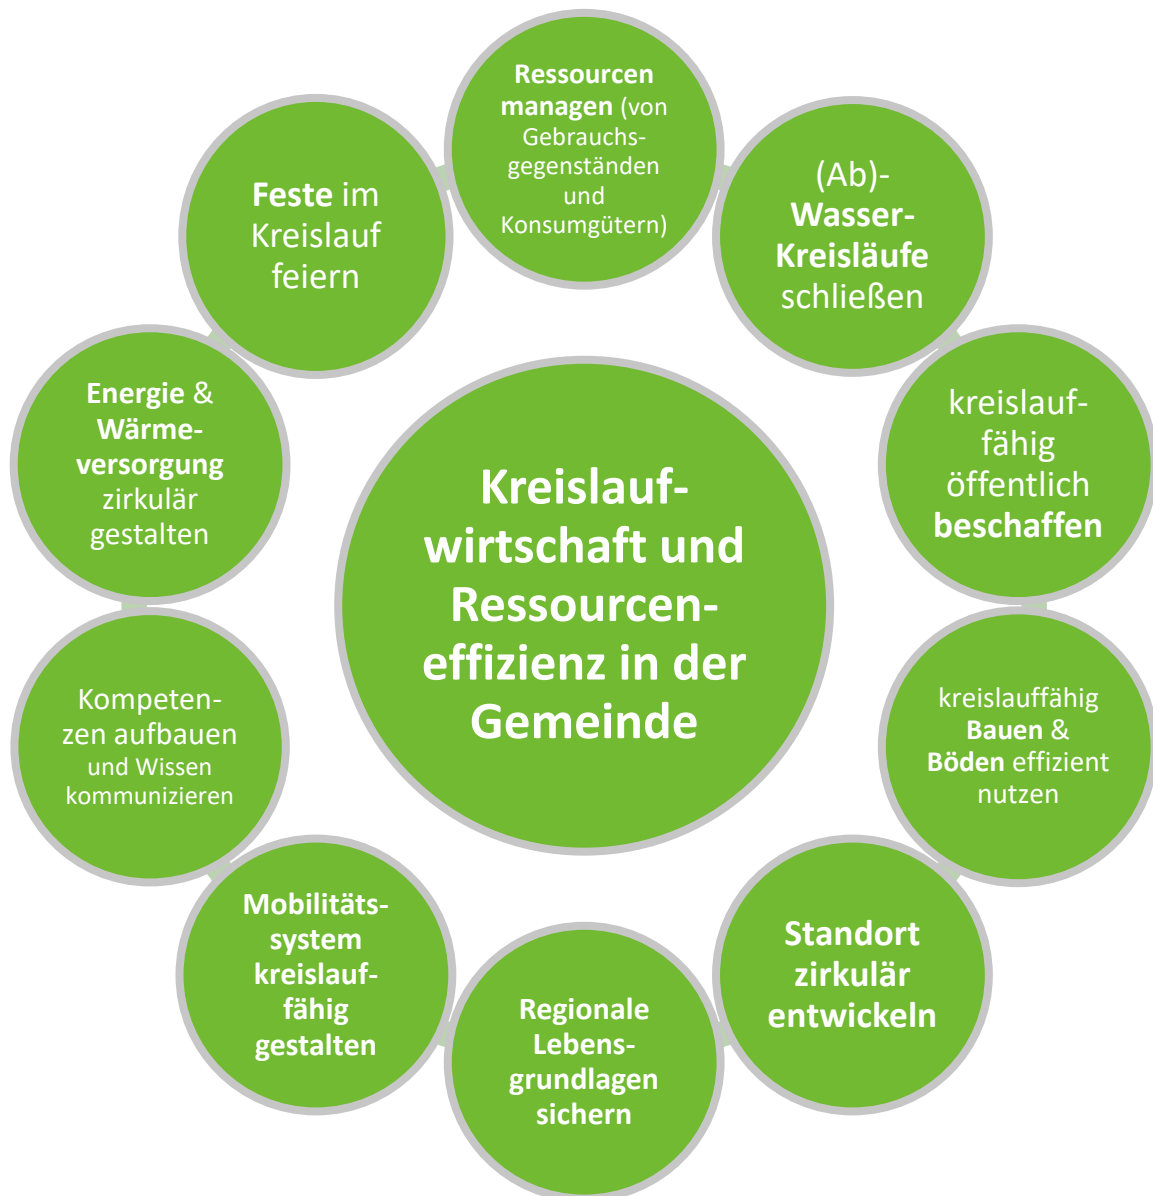 Ressourcen
managen (von
Gebrauchs-
gegenständen
und
Konsumgütern)
(Ab)-
Wasser-
Kreisläufe
schließen
kreislauf-
fähig
öffentlich
beschaffen
kreislauffähig
Bauen &
Böden effizient
nutzen
Standort
zirkulär
entwickeln
Regionale
Lebens-
grundlagen
sichern
Mobilitäts-
system
kreislauf-
fähig
gestalten
Kompeten-
zen aufbauen
und Wissen
kommunizieren
Energie &
Wärme-
versorgung
zirkulär
gestalten
Feste im
Kreislauf
feiern
Kreislauf-
wirtschaft und
Ressourcen-
effizienz in der
Gemeinde